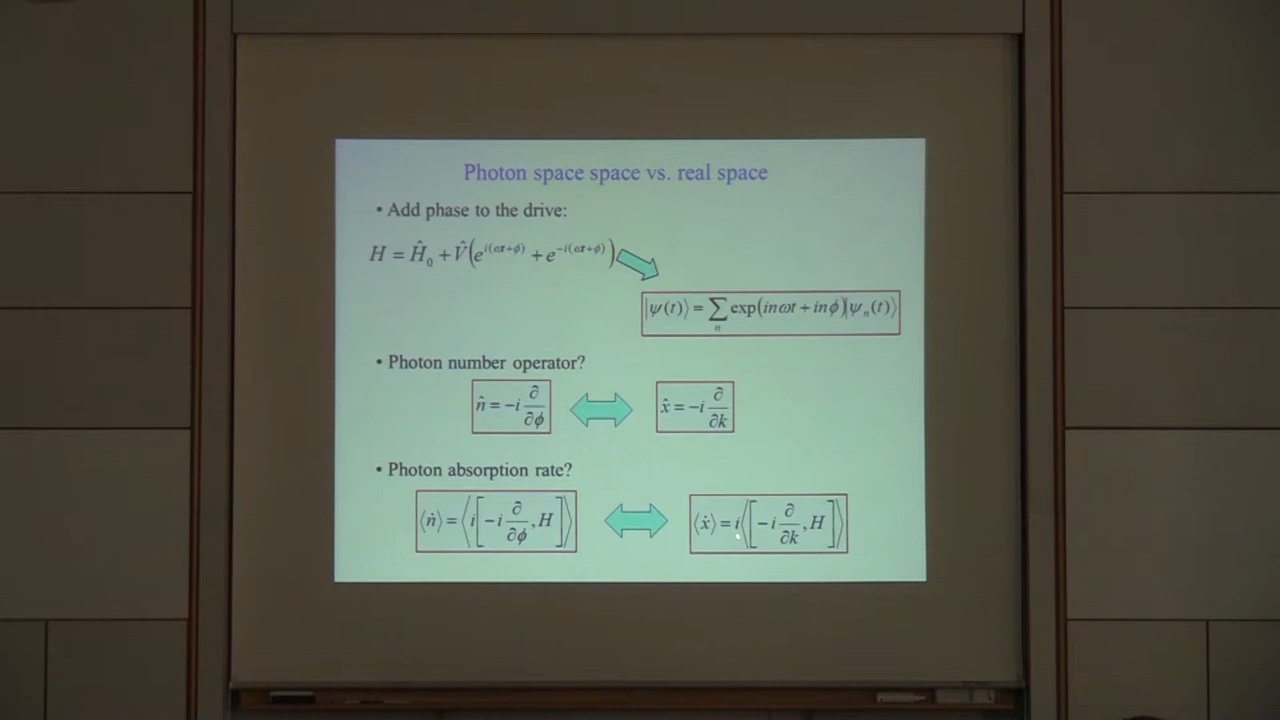 Photon space space vs. real space
• Add phase to the drive:
H = Ĥ₀ + V̂(e^{i(ωt+φ)} + e^{-i(ωt+φ)})
|ψ(t)⟩ = ∑ₙ exp(inωt + inφ)|ψₙ(t)⟩
• Photon number operator?
n̂ = -i ∂/∂φ
x̂ = -i ∂/∂k
• Photon absorption rate?
⟨ṅ⟩ = ⟨i[-i ∂/∂φ, H]⟩
⟨ẋ⟩ = i⟨[-i ∂/∂k, H]⟩